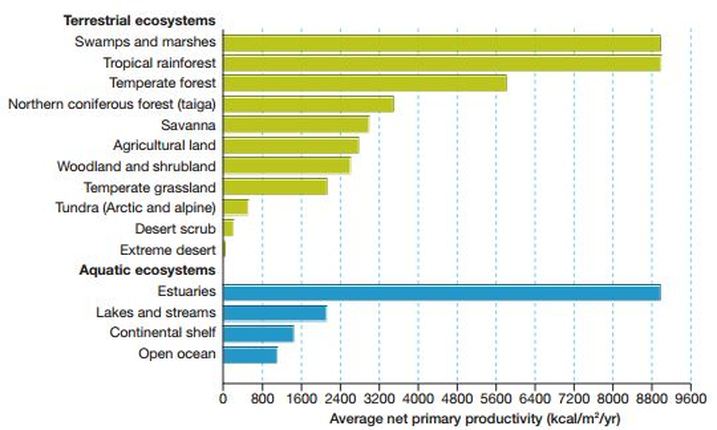 Terrestrial ecosystems
Swamps and marshes
Tropical rainforest
Temperate forest
Northern coniferous forest (taiga)
Savanna
Agricultural land
Woodland and shrubland
Temperate grassland
Tundra (Arctic and alpine)
Desert scrub
Extreme desert
Aquatic ecosystems
Estuaries
Lakes and streams
Continental shelf
Open ocean
0 800 1600 2400 3200 4000 4800 5600 6400 7200 8000 8800 9600
Average net primary productivity (kcal/m²/yr)